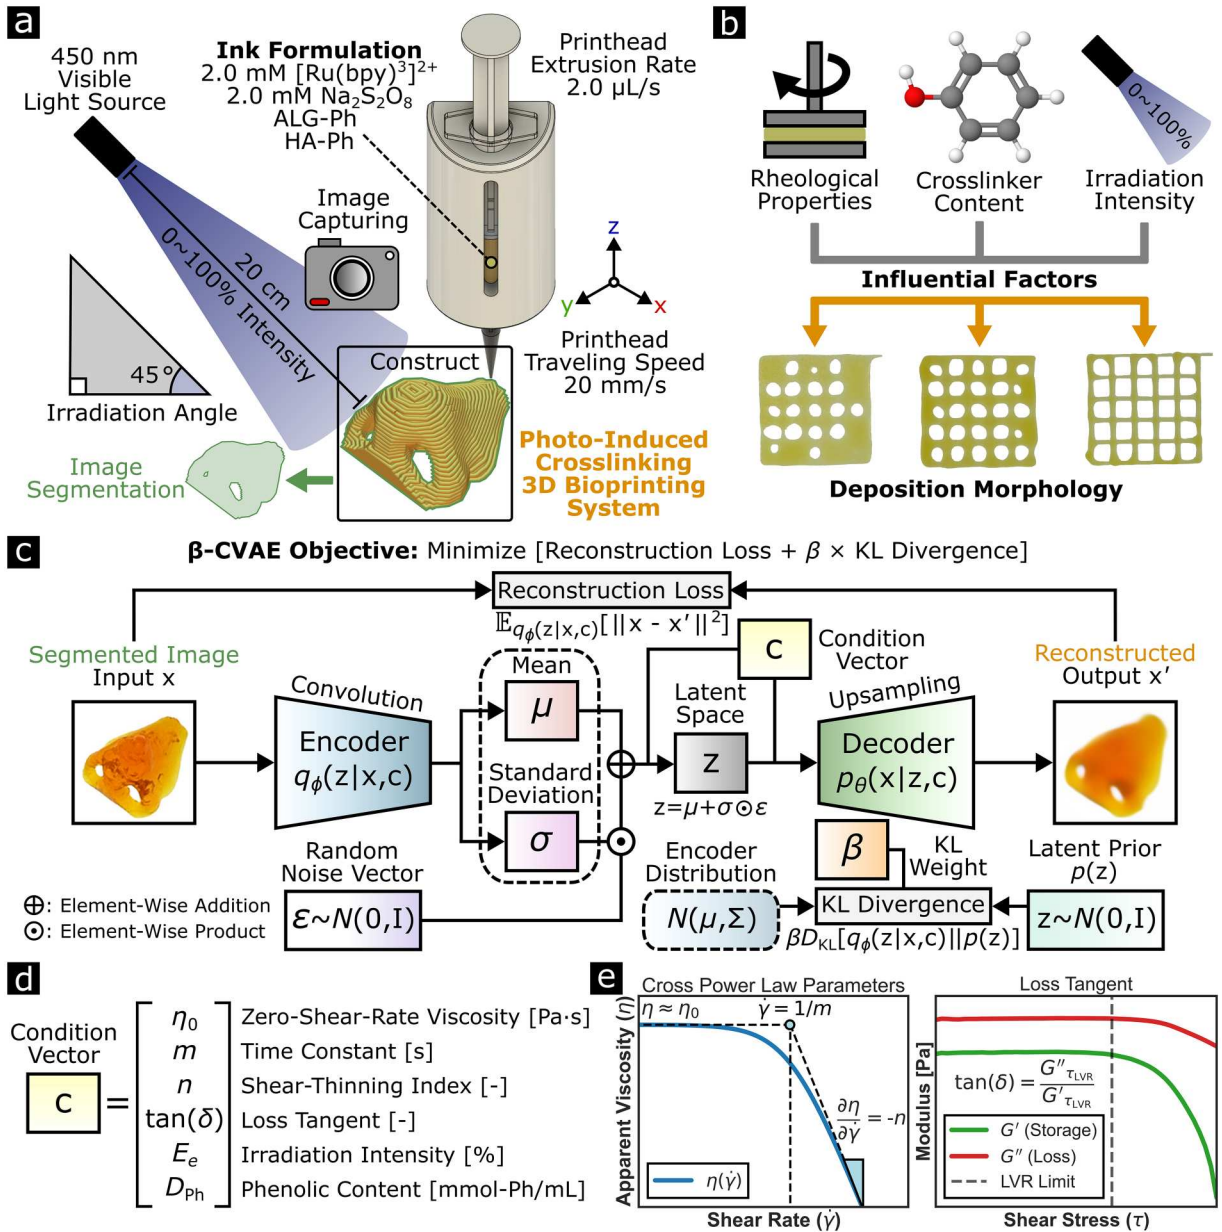 a
450 nm
Visible
Light Source
Ink Formulation
2.0 mM [Ru(bpy)³]²⁺
2.0 mM Na₂S₂O₈
ALG-Ph
HA-Ph
Printhead
Extrusion Rate
2.0 μL/s
Image
Capturing
20 cm
0~100% Intensity
z
y
x
Printhead
Traveling Speed
20 mm/s
45°
Irradiation Angle
Construct
Image
Segmentation
Photo-Induced
Crosslinking
3D Bioprinting
System
b
0~100%
Rheological
Properties
Crosslinker
Content
Irradiation
Intensity
Influential Factors
Deposition Morphology
c
β-CVAE Objective: Minimize [Reconstruction Loss + β × KL Divergence]
Reconstruction Loss
𝔼_{qϕ(z|x,c)}[||x - x′||²]
Segmented Image
Input x
Convolution
Encoder
qϕ(z|x,c)
Mean
μ
Standard
Deviation
σ
Latent
Space
z
z=μ+σ⊙ε
c
Condition
Vector
Upsampling
Decoder
pθ(x|z,c)
Reconstructed
Output x′
Random
Noise Vector
ε~N(0,I)
⊕: Element-Wise Addition
⊙: Element-Wise Product
Encoder
Distribution
N(μ,Σ)
β
KL
Weight
KL Divergence
βD_KL[qϕ(z|x,c)||p(z)]
Latent Prior
p(z)
z~N(0,I)
d
Condition
Vector
c
=
η₀ Zero-Shear-Rate Viscosity [Pa·s]
m Time Constant [s]
n Shear-Thinning Index [-]
tan(δ) Loss Tangent [-]
E_e Irradiation Intensity [%]
D_Ph Phenolic Content [mmol-Ph/mL]
e
Cross Power Law Parameters
η ≈ η₀
γ̇ = 1/m
∂η/∂γ̇ = -n
η(γ̇)
Apparent Viscosity (η)
Shear Rate (γ̇)
Loss Tangent
tan(δ) = G″τ_LVR/G′τ_LVR
G′ (Storage)
G″ (Loss)
LVR Limit
Modulus [Pa]
Shear Stress (τ)